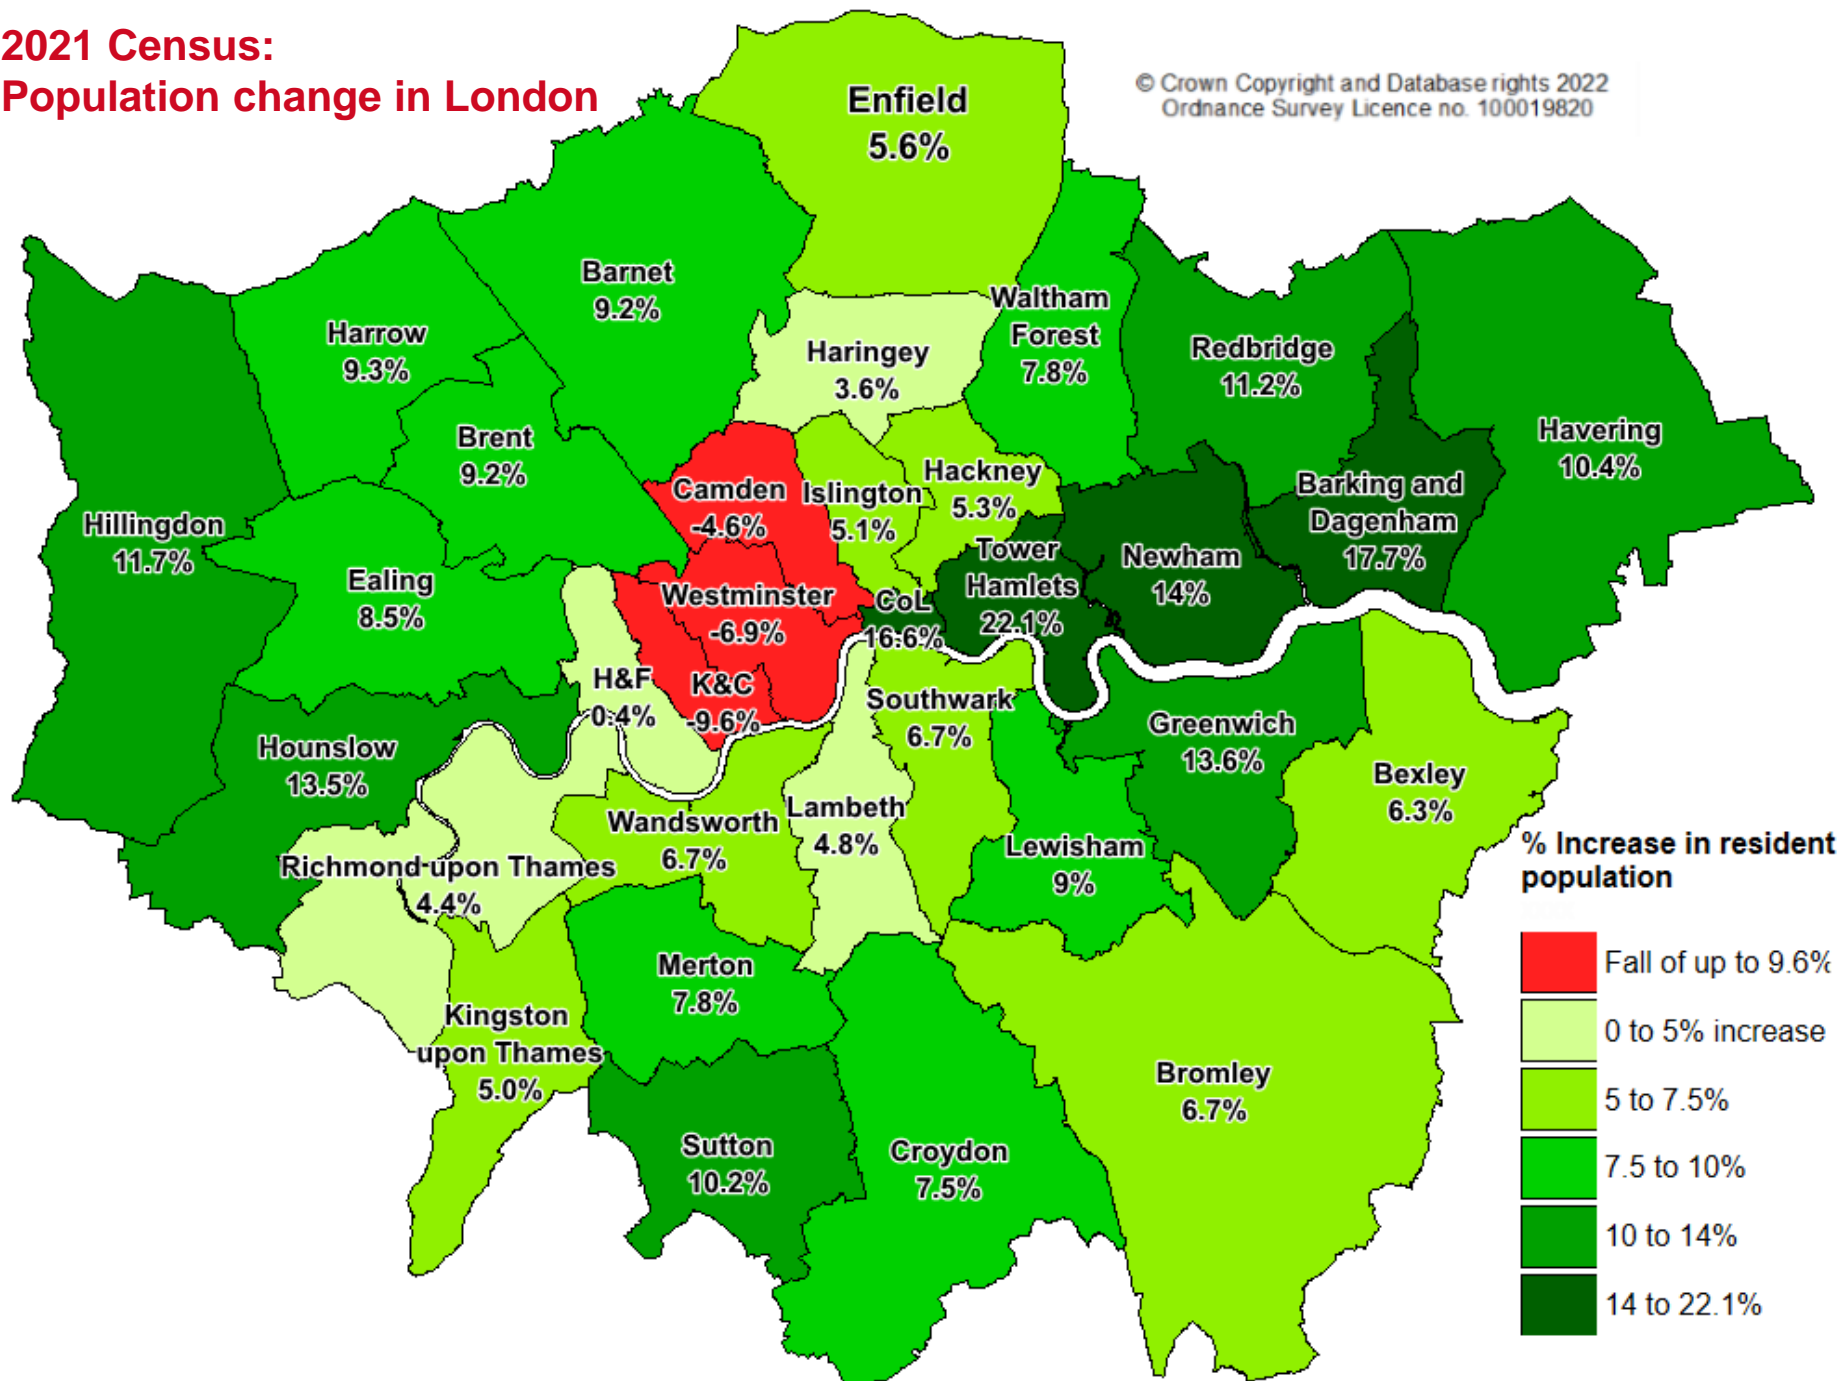 2021 Census:
Population change in London
© Crown Copyright and Database rights 2022
Ordnance Survey Licence no. 100019820
Enfield
5.6%
Barnet
9.2%
Harrow
9.3%
Waltham
Forest
7.8%
Haringey
3.6%
Redbridge
11.2%
Brent
9.2%
Havering
10.4%
Camden
-4.6%
Islington
5.1%
Hackney
5.3%
Barking and
Dagenham
17.7%
Hillingdon
11.7%
Ealing
8.5%
Westminster
-6.9%
CoL
16.6%
Tower
Hamlets
22.1%
Newham
14%
H&F
0.4%
K&C
-9.6%
Southwark
6.7%
Greenwich
13.6%
Hounslow
13.5%
Bexley
6.3%
Wandsworth
6.7%
Lambeth
4.8%
Lewisham
9%
Richmond upon Thames
4.4%
Merton
7.8%
Kingston
upon Thames
5.0%
Bromley
6.7%
Sutton
10.2%
Croydon
7.5%
% Increase in resident
population
Fall of up to 9.6%
0 to 5% increase
5 to 7.5%
7.5 to 10%
10 to 14%
14 to 22.1%